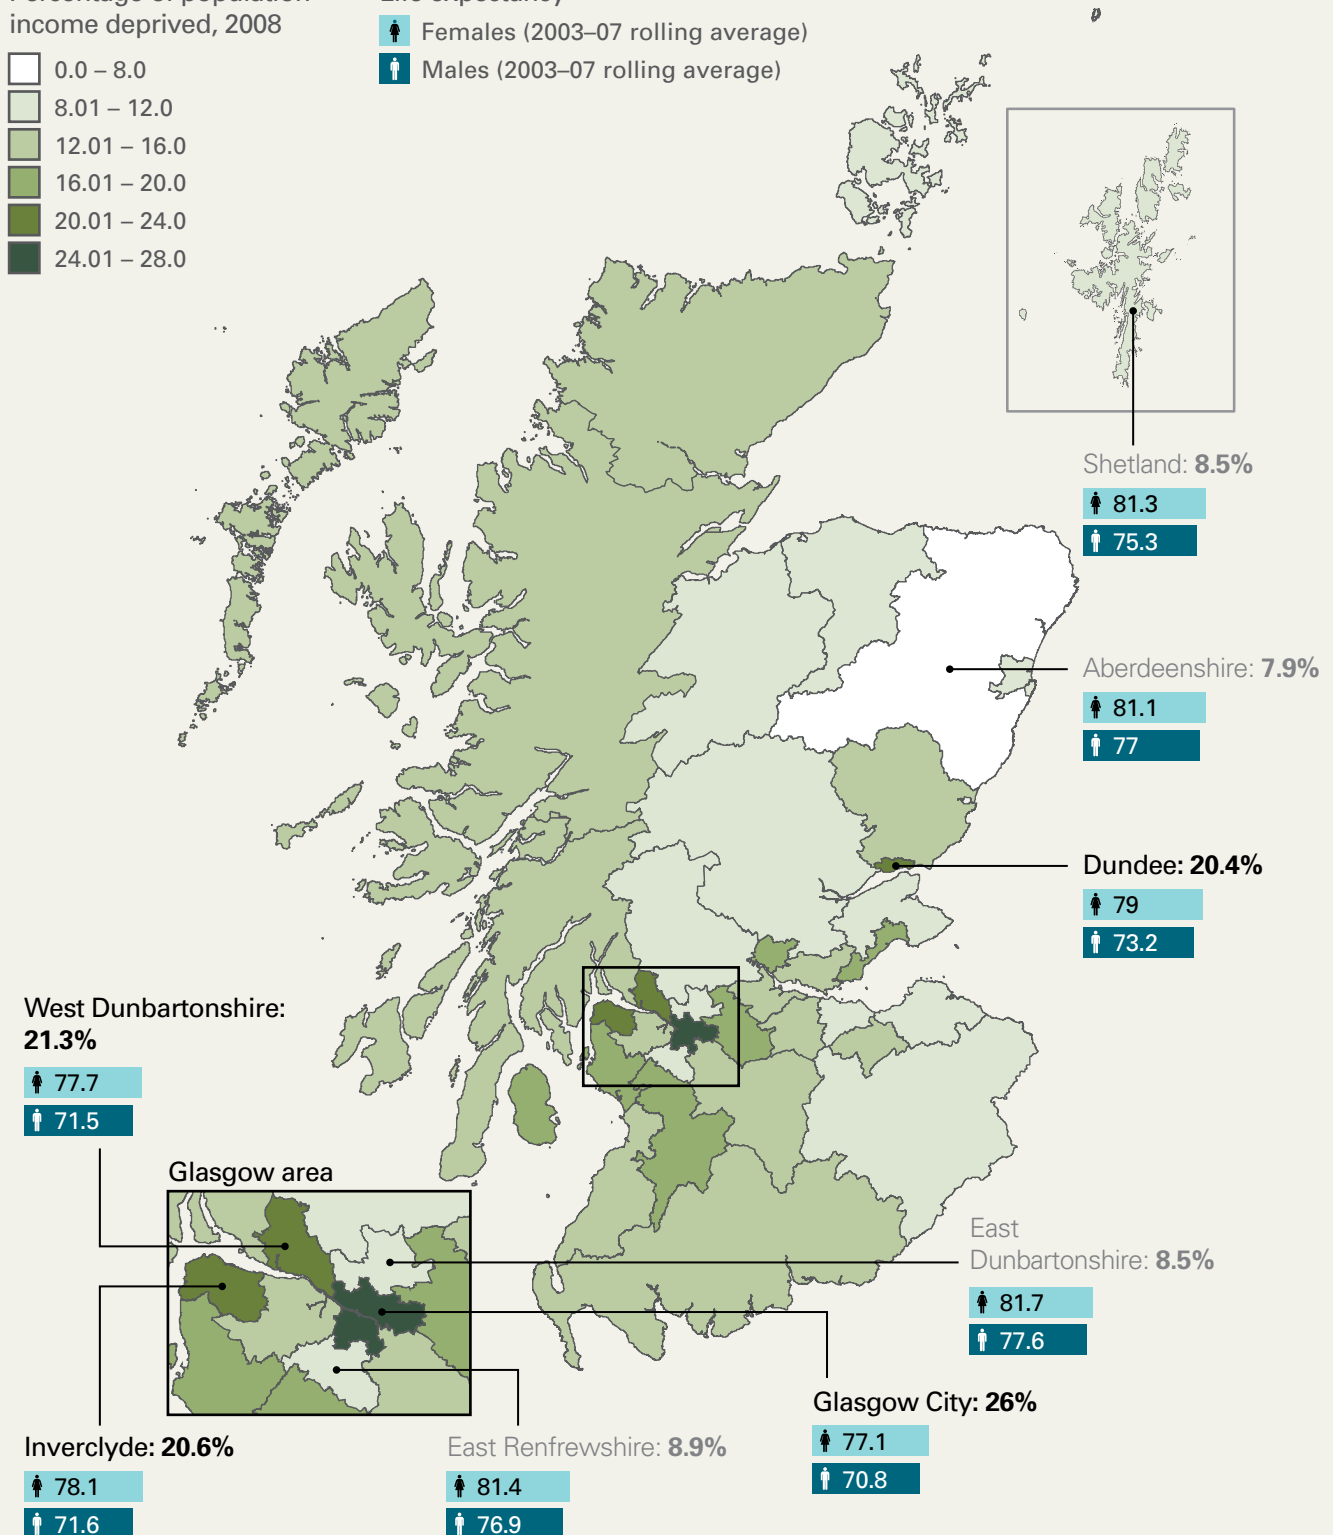 Percentage of population
income deprived, 2008
0.0 – 8.0
8.01 – 12.0
12.01 – 16.0
16.01 – 20.0
20.01 – 24.0
24.01 – 28.0
Life expectancy
Females (2003–07 rolling average)
Males (2003–07 rolling average)
Shetland: 8.5%
81.3
75.3
Aberdeenshire: 7.9%
81.1
77
Dundee: 20.4%
79
73.2
West Dunbartonshire:
21.3%
77.7
71.5
Glasgow area
East
Dunbartonshire: 8.5%
81.7
77.6
Glasgow City: 26%
77.1
70.8
Inverclyde: 20.6%
78.1
71.6
East Renfrewshire: 8.9%
81.4
76.9